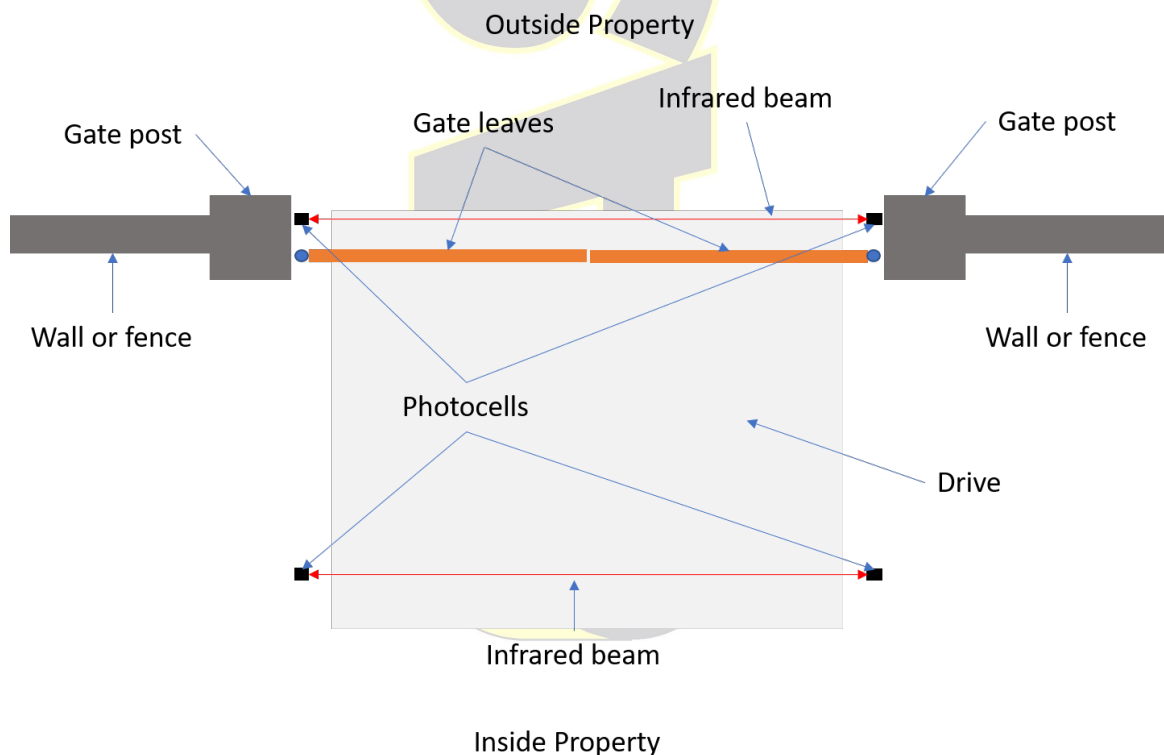 Outside Property
Infrared beam
Gate post
Gate leaves
Gate post
Wall or fence
Wall or fence
Photocells
Drive
Infrared beam
Inside Property